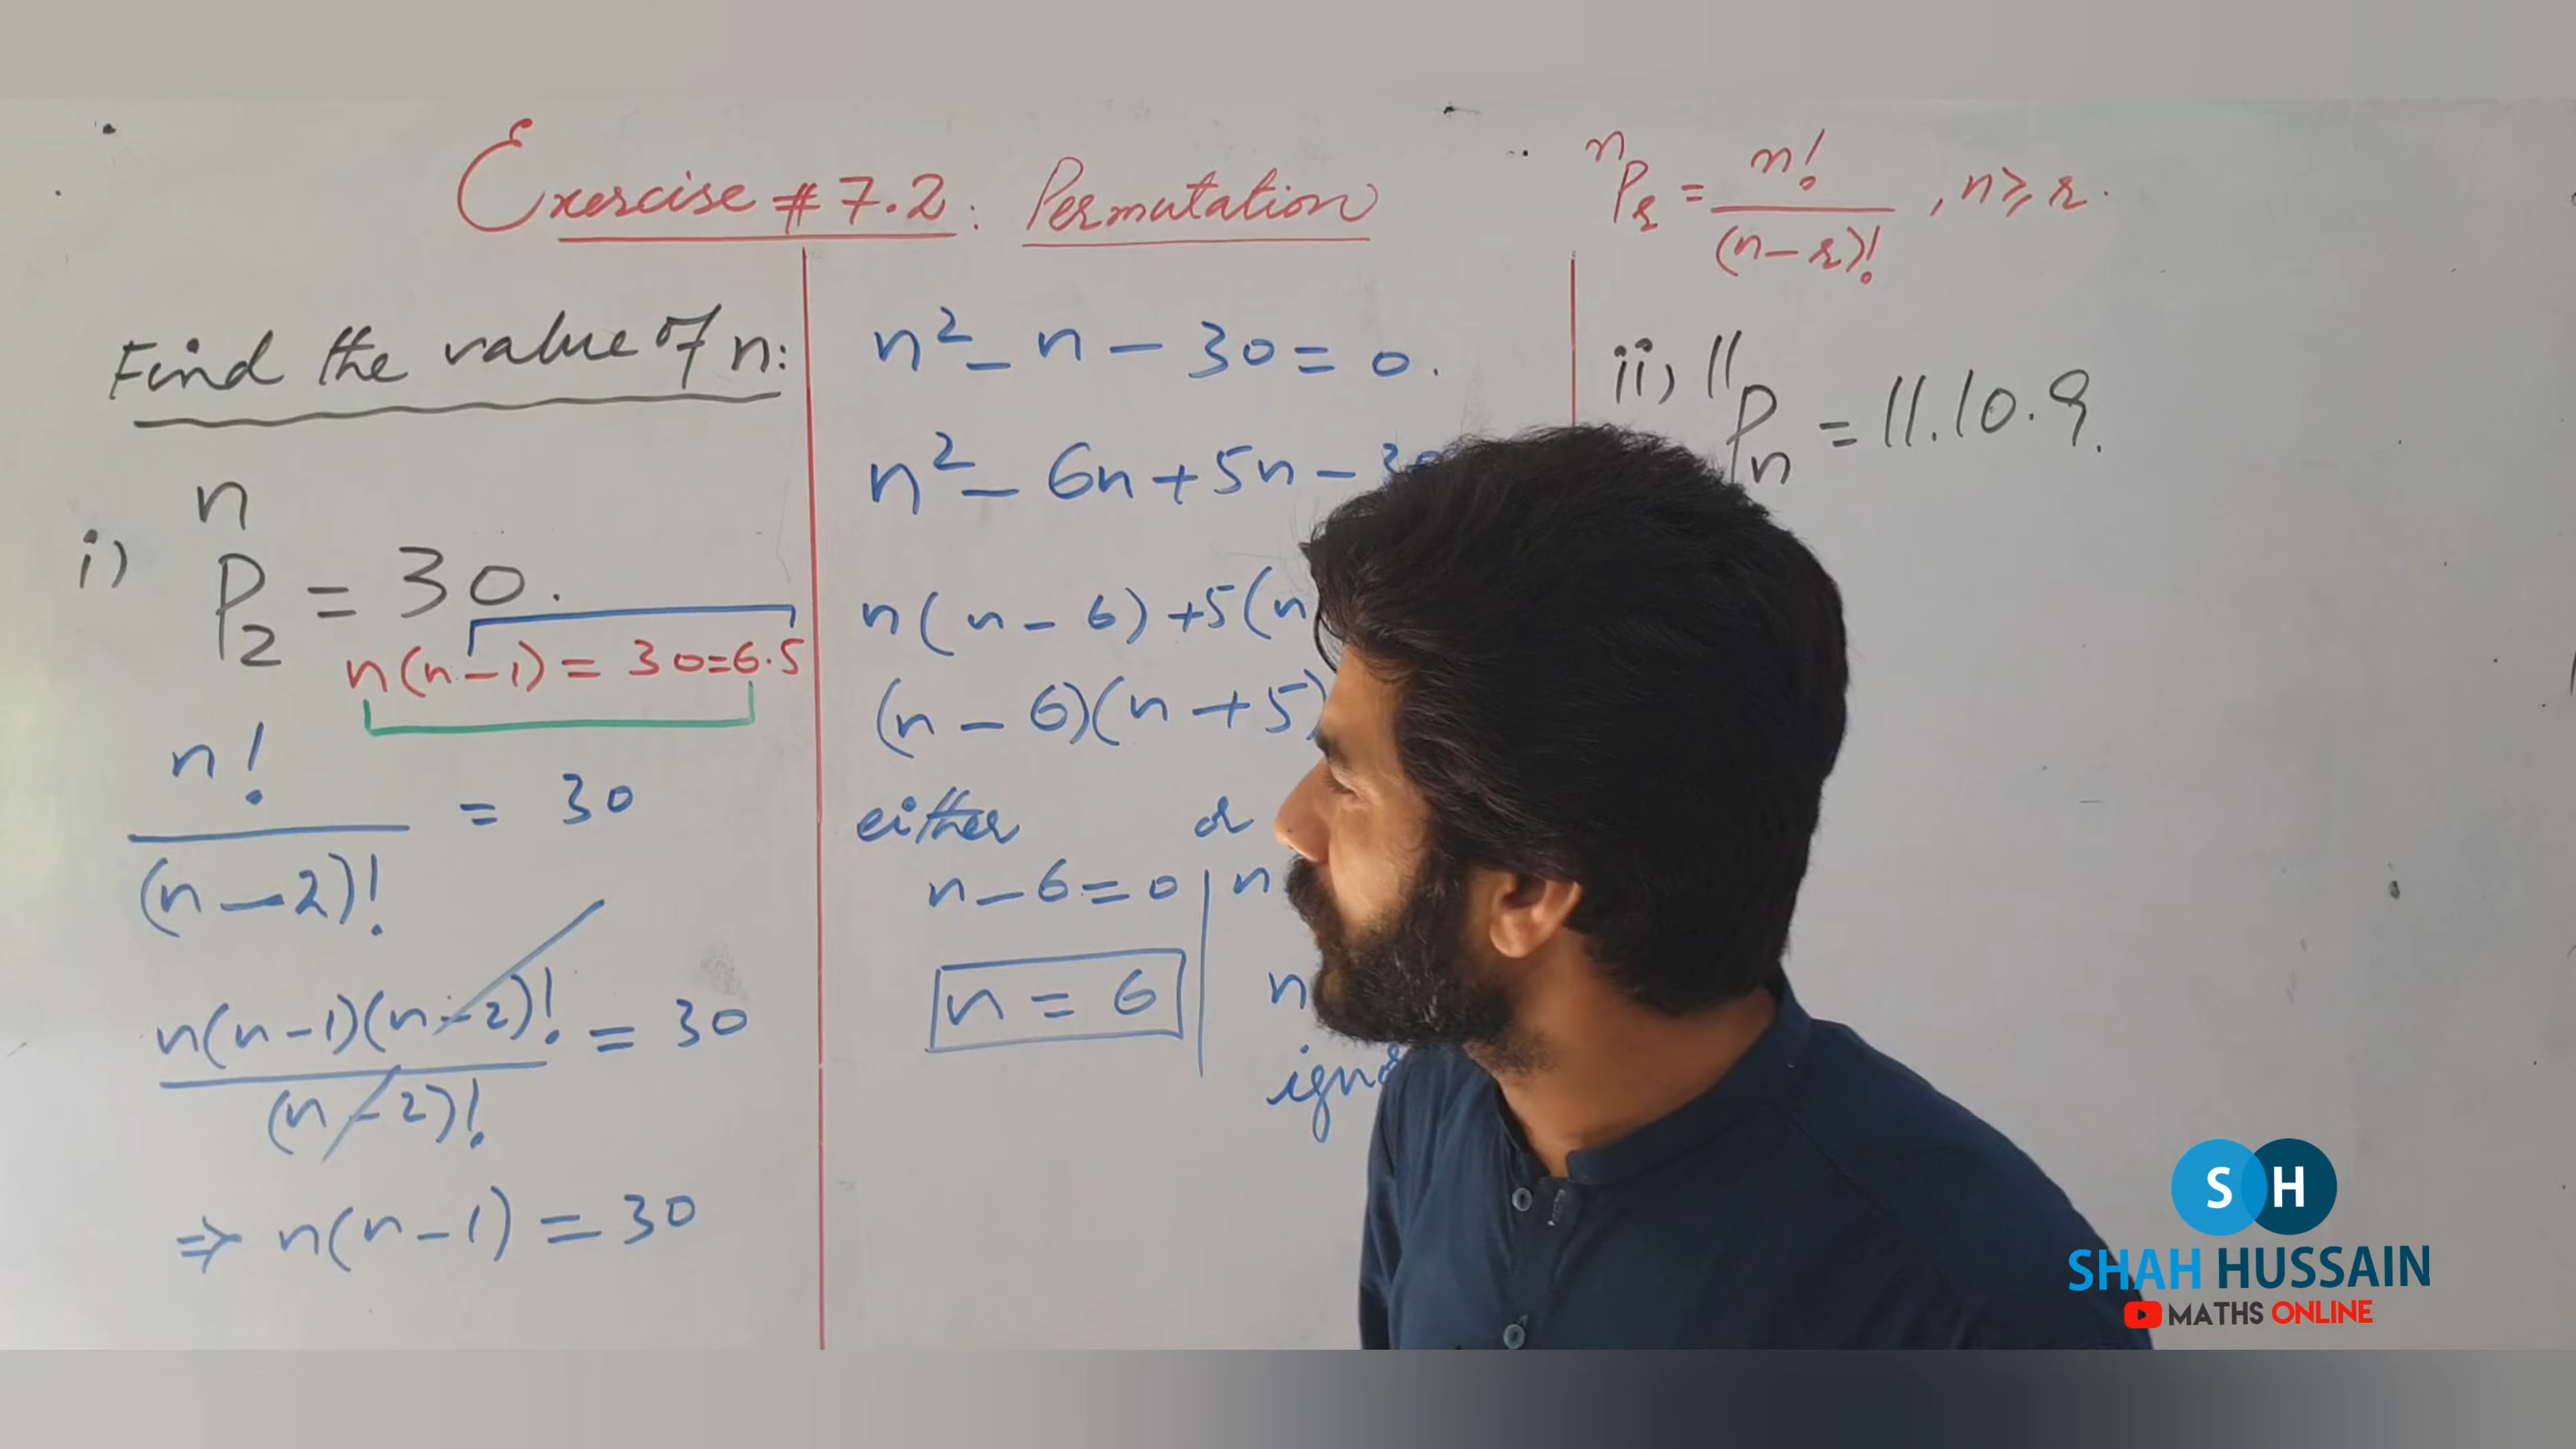 Exercise # 7.2: Permutation
Find the value of n:
i) nP2 = 30.
n(n-1) = 30=6.5
n!/(n-2)! = 30
n(n-1)(n-2)!/(n-2)! = 30
⇒ n(n-1) = 30
n² - n - 30 = 0.
n² - 6n + 5n -
n(n-6) +5(n
(n-6)(n+5)
either or
n-6=0 | n
n = 6
n
nPr = n!/(n-r)! , n≥r.
ii) 11Pn = 11.10.9.
SH
SHAH HUSSAIN
MATHS ONLINE